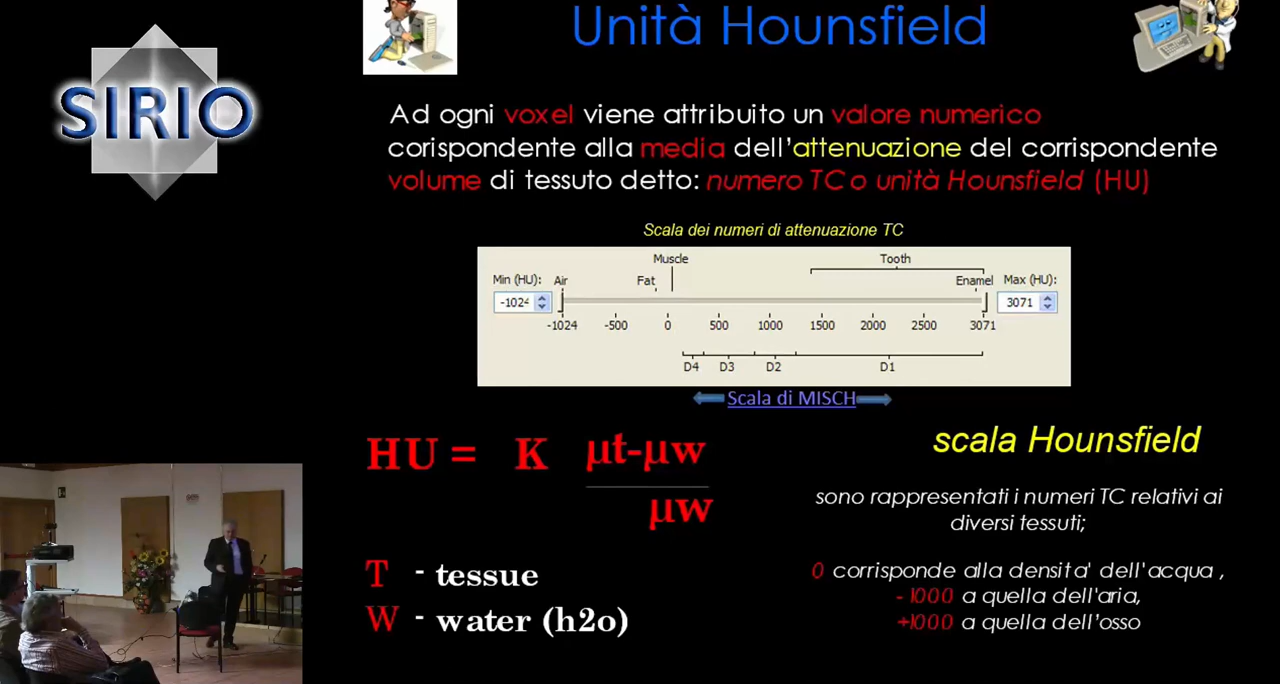 SIRIO
Unità Hounsfield
Ad ogni voxel viene attribuito un valore numerico
corispondente alla media dell'attenuazione del corrispondente
volume di tessuto detto: numero TC o unità Hounsfield (HU)
Scala dei numeri di attenuazione TC
Muscle Tooth
Min (HU): Air Fat Enamel Max (HU):
-1024 3071
-1024 -500 0 500 1000 1500 2000 2500 3071
D4 D3 D2 D1
Scala di MISCH
HU = K μt-μw
μw
scala Hounsfield
sono rappresentati i numeri TC relativi ai
diversi tessuti;
T - tessue
W - water (h2o)
0 corrisponde alla densita' dell'acqua ,
- 1000 a quella dell'aria,
+1000 a quella dell'osso